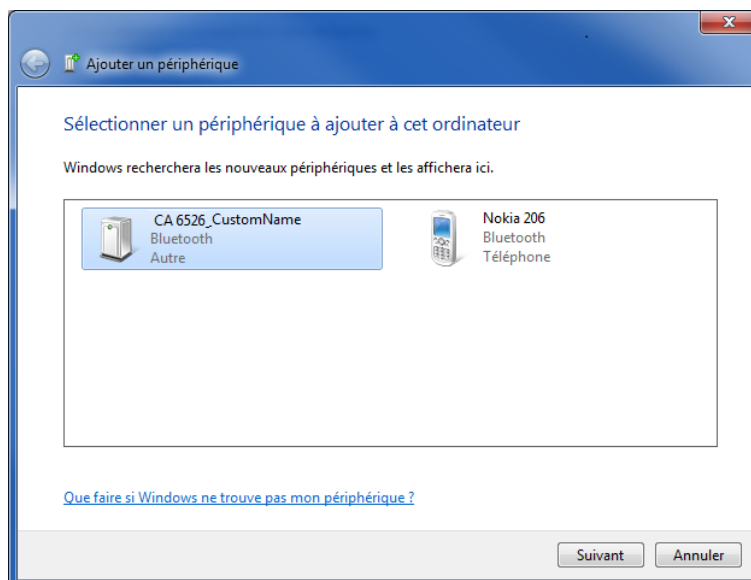 Ajouter un périphérique
Sélectionner un périphérique à ajouter à cet ordinateur
Windows recherchera les nouveaux périphériques et les affichera ici.
CA 6526_CustomName
Bluetooth
Autre
Nokia 206
Bluetooth
Téléphone
Que faire si Windows ne trouve pas mon périphérique ?
Suivant
Annuler